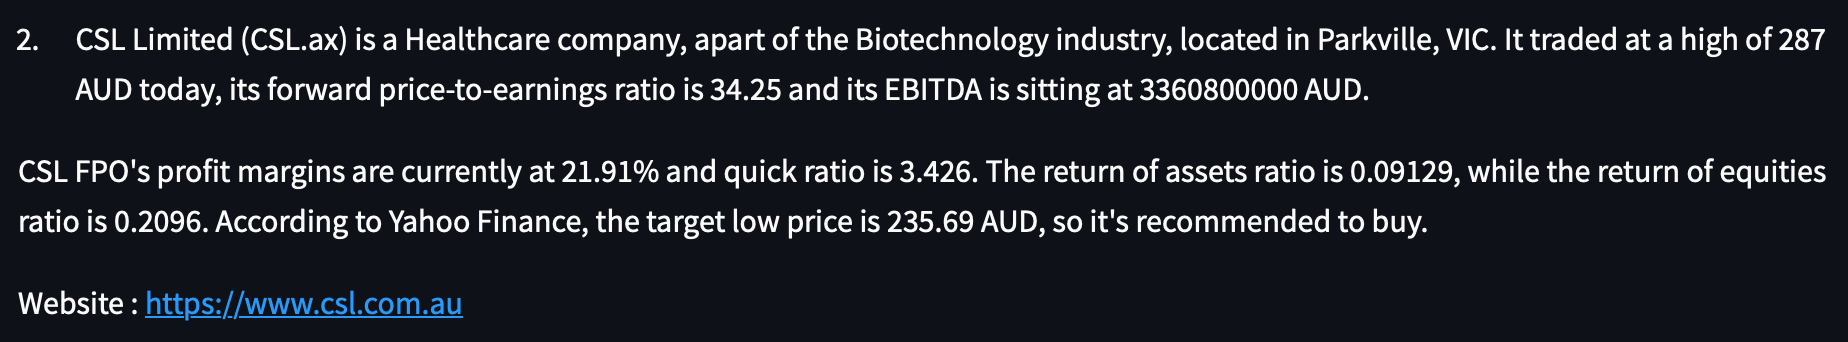 2. CSL Limited (CSL.ax) is a Healthcare company, apart of the Biotechnology industry, located in Parkville, VIC. It traded at a high of 287
AUD today, its forward price-to-earnings ratio is 34.25 and its EBITDA is sitting at 3360800000 AUD.
CSL FPO's profit margins are currently at 21.91% and quick ratio is 3.426. The return of assets ratio is 0.09129, while the return of equities
ratio is 0.2096. According to Yahoo Finance, the target low price is 235.69 AUD, so it's recommended to buy.
Website : https://www.csl.com.au